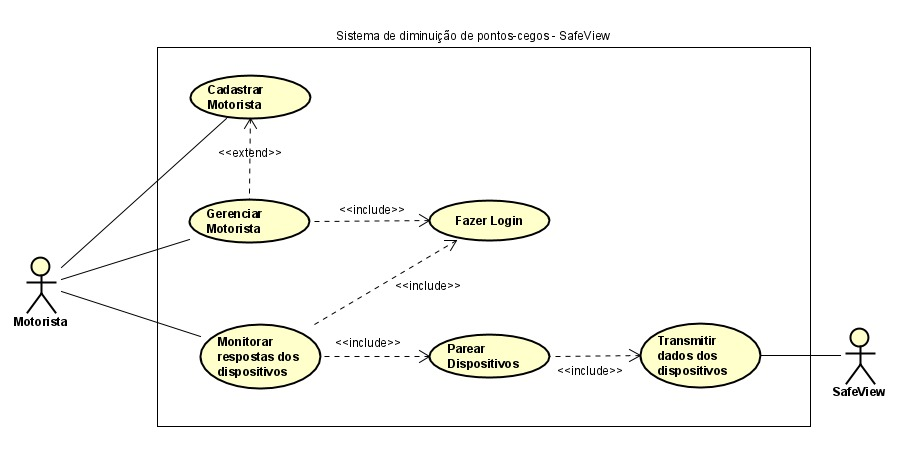 Sistema de diminuição de pontos-cegos - SafeView
Cadastrar
Motorista
<<extend>>
Gerenciar
Motorista
<<include>>
Fazer Login
<<include>>
Motorista
Monitorar
respostas dos
dispositivos
<<include>>
Parear
Dispositivos
<<include>>
Transmitir
dados dos
dispositivos
SafeView